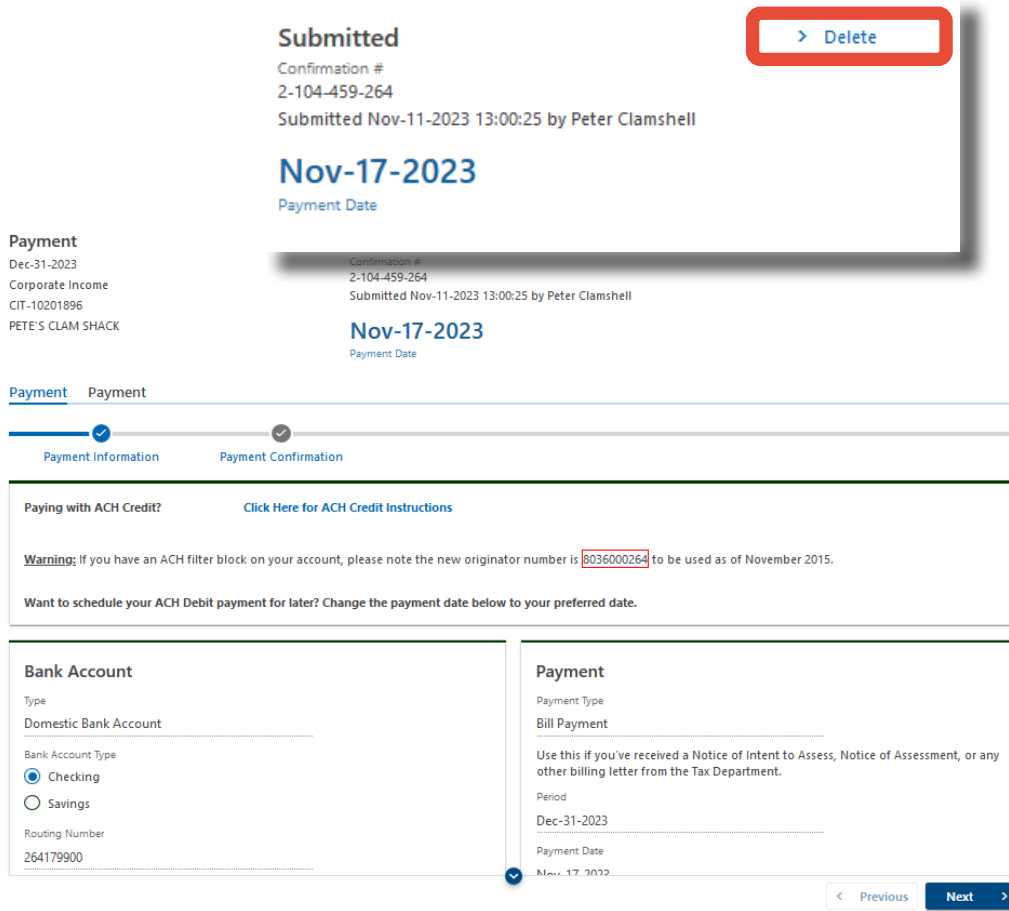 Submitted
> Delete
Confirmation #
2-104-459-264
Submitted Nov-11-2023 13:00:25 by Peter Clamshell
Nov-17-2023
Payment Date
Payment
Dec-31-2023
Corporate Income
CIT-10201896
PETE'S CLAM SHACK
Confirmation #
2-104-459-264
Submitted Nov-11-2023 13:00:25 by Peter Clamshell
Nov-17-2023
Payment Date
Payment Payment
Payment Information Payment Confirmation
Paying with ACH Credit? Click Here for ACH Credit Instructions
Warning: If you have an ACH filter block on your account, please note the new originator number is 8036000264 to be used as of November 2015.
Want to schedule your ACH Debit payment for later? Change the payment date below to your preferred date.
Bank Account
Type
Domestic Bank Account
Bank Account Type
Checking
Savings
Routing Number
264179900
Payment
Payment Type
Bill Payment
Use this if you've received a Notice of Intent to Assess, Notice of Assessment, or any
other billing letter from the Tax Department.
Period
Dec-31-2023
Payment Date
Nov-17-2023
< Previous
Next >